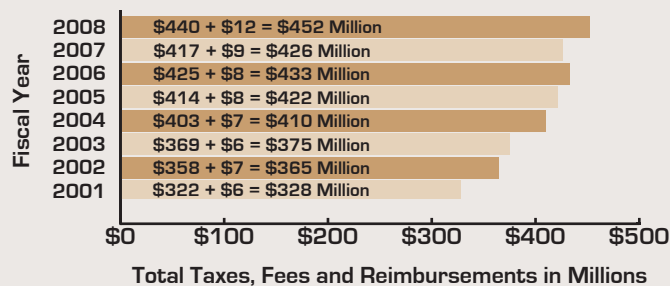 Fiscal Year
2008 $440 + $12 = $452 Million
2007 $417 + $9 = $426 Million
2006 $425 + $8 = $433 Million
2005 $414 + $8 = $422 Million
2004 $403 + $7 = $410 Million
2003 $369 + $6 = $375 Million
2002 $358 + $7 = $365 Million
2001 $322 + $6 = $328 Million
$0 $100 $200 $300 $400 $500
Total Taxes, Fees and Reimbursements in Millions